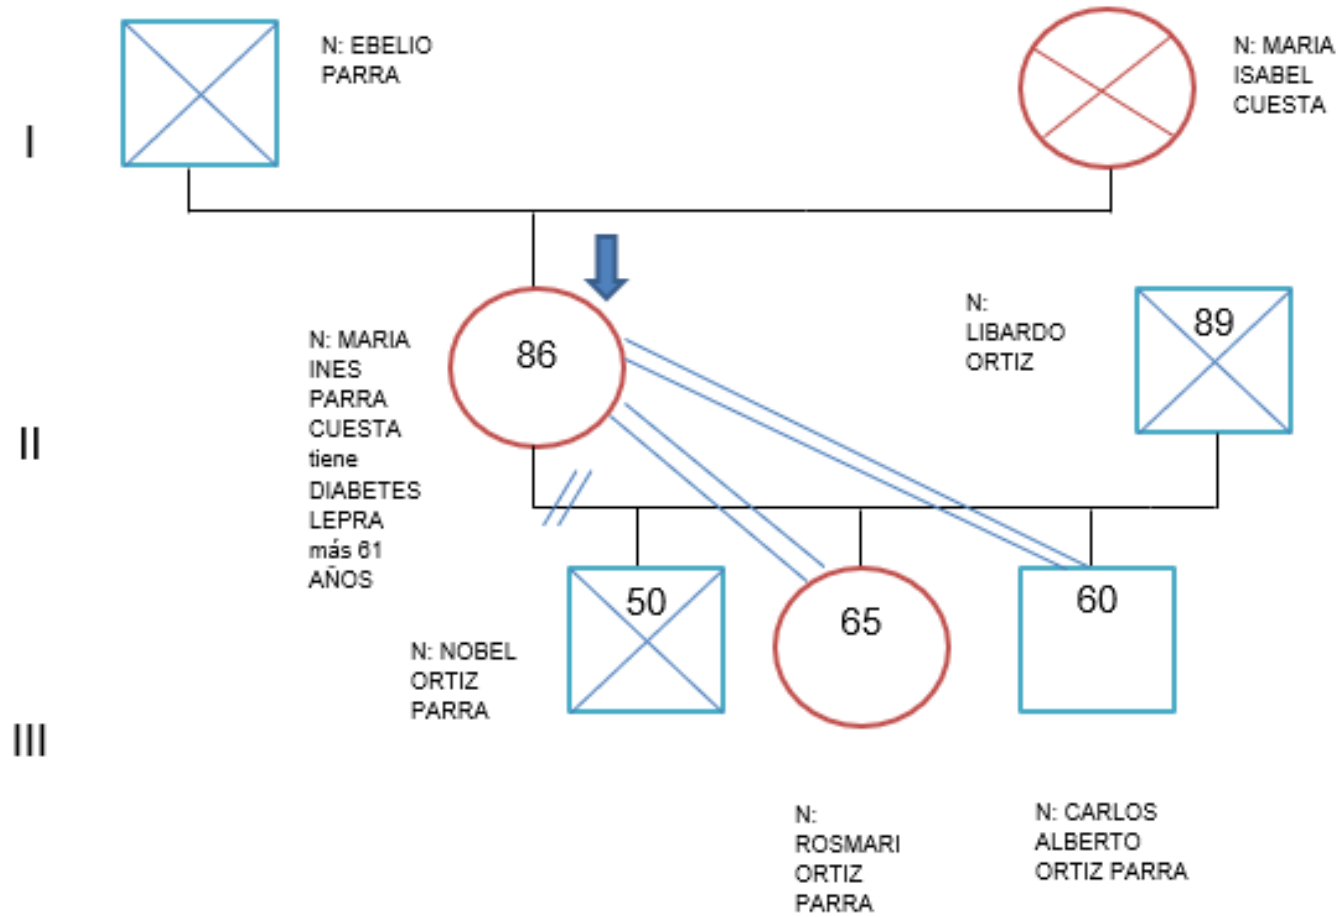 N: EBELIO
PARRA
N: MARIA
ISABEL
CUESTA
I
N: MARIA
INES
PARRA
CUESTA
tiene
DIABETES
LEPRA
más 61
AÑOS
86
N:
LIBARDO
ORTIZ
89
II
50
65
60
N: NOBEL
ORTIZ
PARRA
III
N:
ROSMARI
ORTIZ
PARRA
N: CARLOS
ALBERTO
ORTIZ PARRA